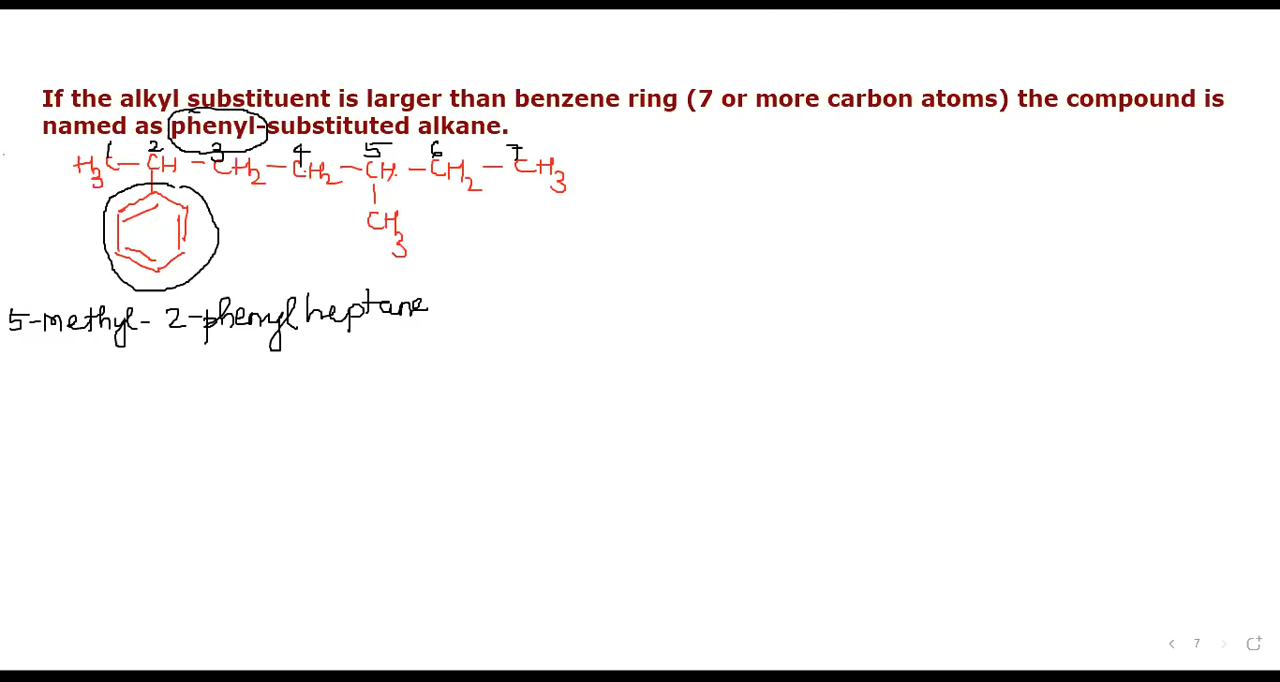 If the alkyl substituent is larger than benzene ring (7 or more carbon atoms) the compound is
named as phenyl-substituted alkane.
1 2 3 4 5 6 7
H3C-CH-CH2-CH2-CH-CH2-CH3
CH3
5-methyl-2-phenylheptane
7